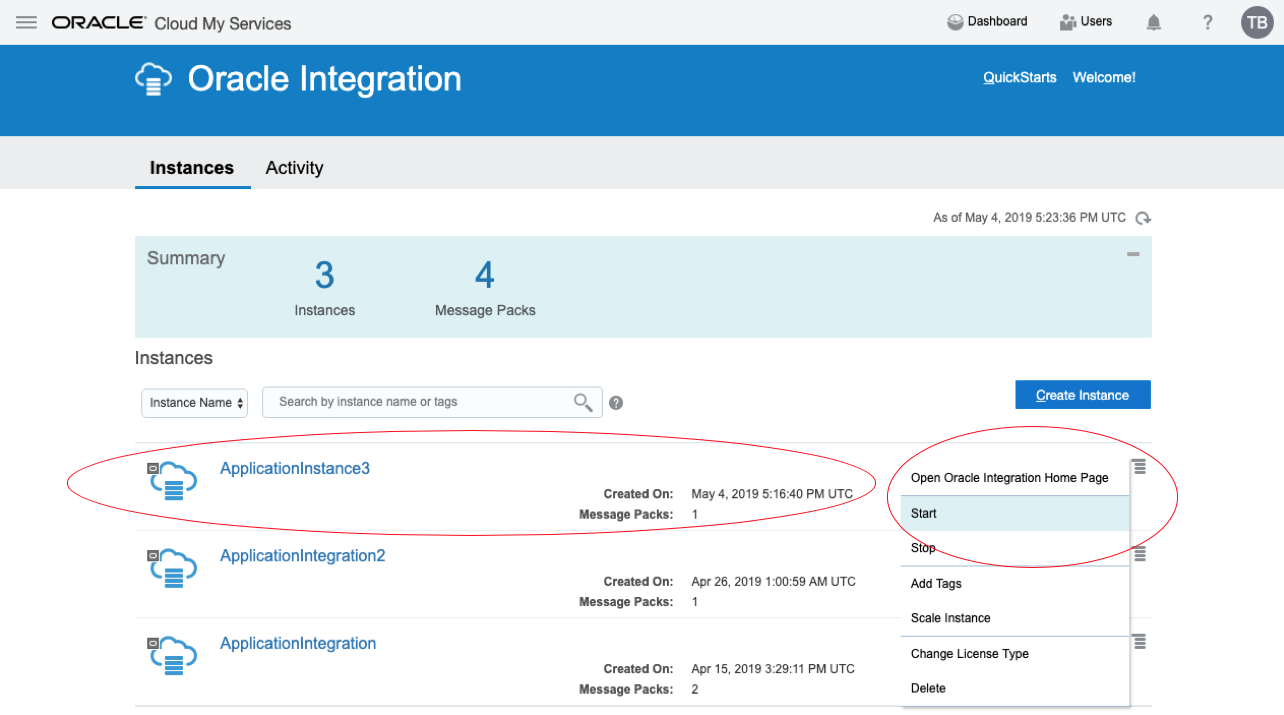 ORACLE Cloud My Services Dashboard Users ? TB
Oracle Integration QuickStarts Welcome!
Instances Activity
As of May 4, 2019 5:23:36 PM UTC
Summary
3 4
Instances Message Packs
Instances
Instance Name Search by instance name or tags ? Create Instance
ApplicationInstance3
Created On: May 4, 2019 5:16:40 PM UTC
Message Packs: 1
ApplicationIntegration2
Created On: Apr 26, 2019 1:00:59 AM UTC
Message Packs: 1
ApplicationIntegration
Created On: Apr 15, 2019 3:29:11 PM UTC
Message Packs: 2
Open Oracle Integration Home Page
Start
Stop
Add Tags
Scale Instance
Change License Type
Delete